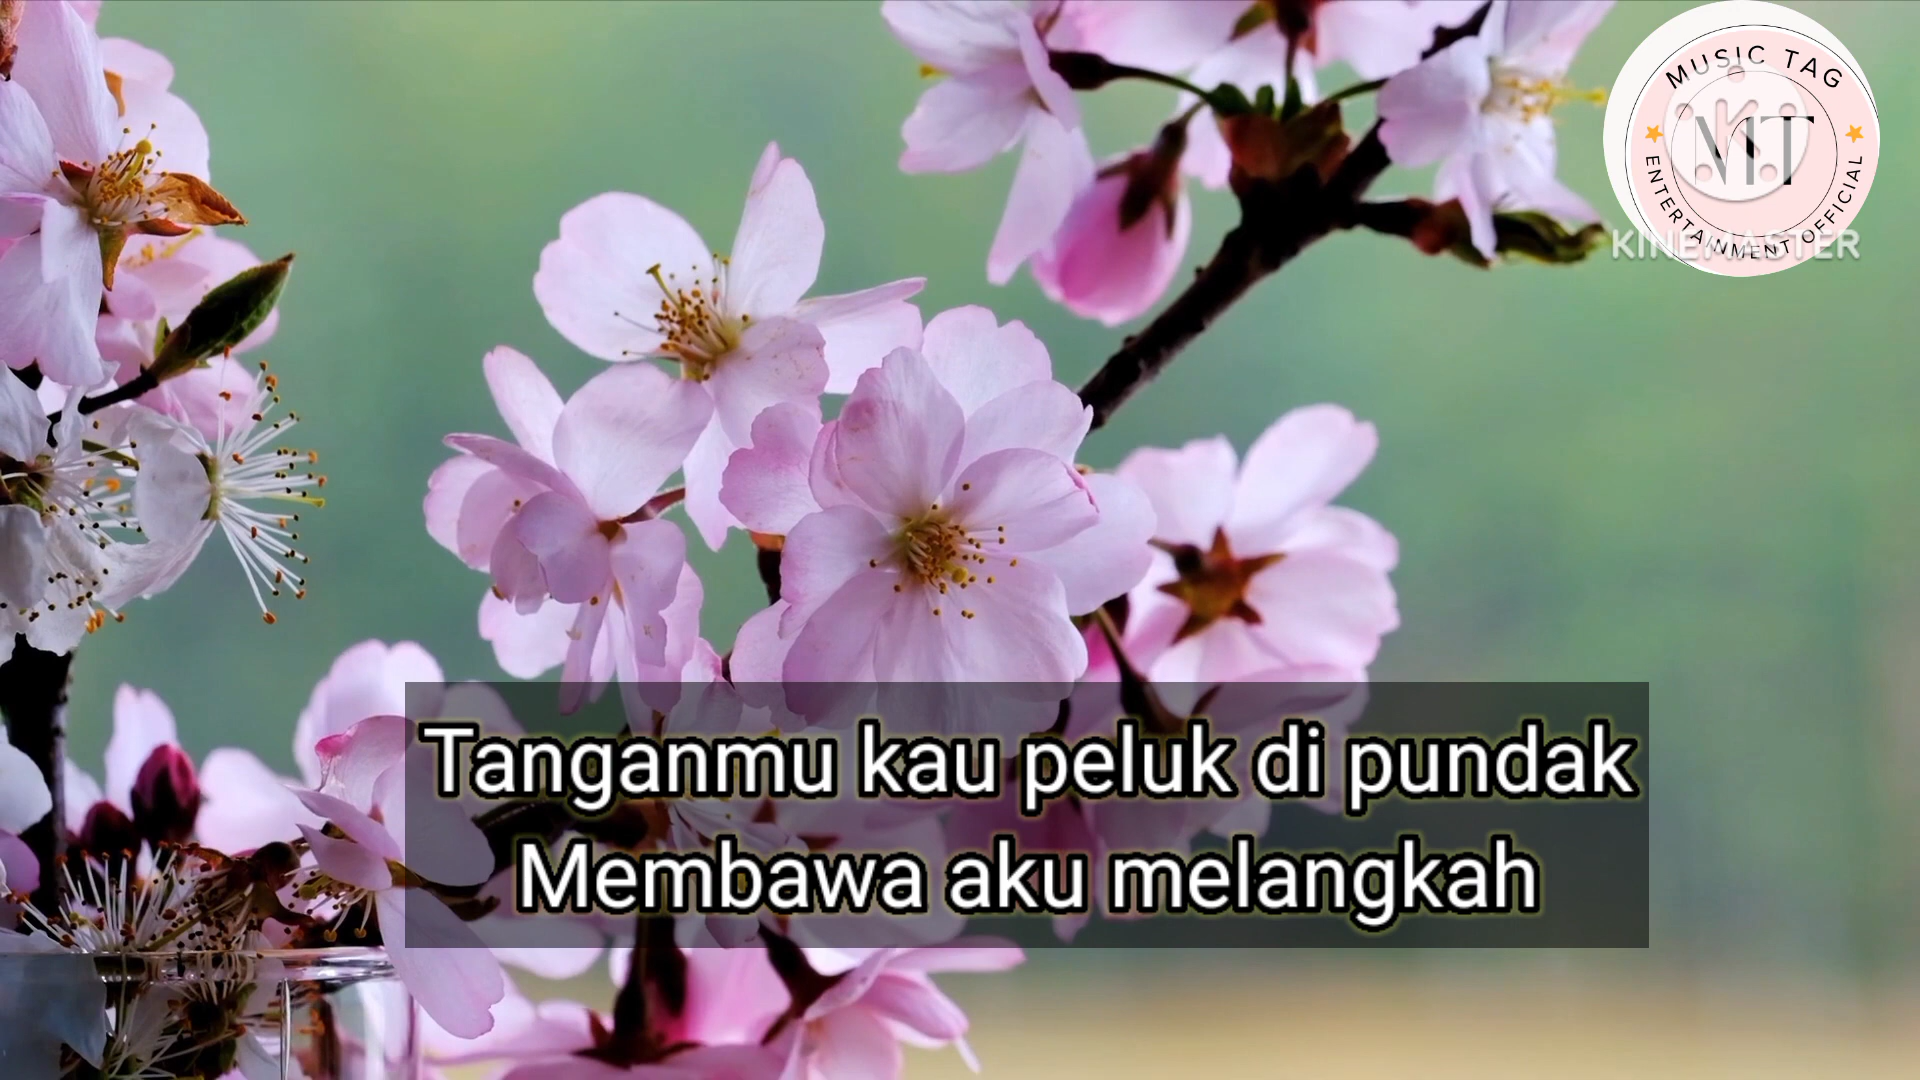 MUSIC TAG
MT
ENTERTAINMENT OFFICIAL
KINEMASTER
Tanganmu kau peluk di pundak
Membawa aku melangkah